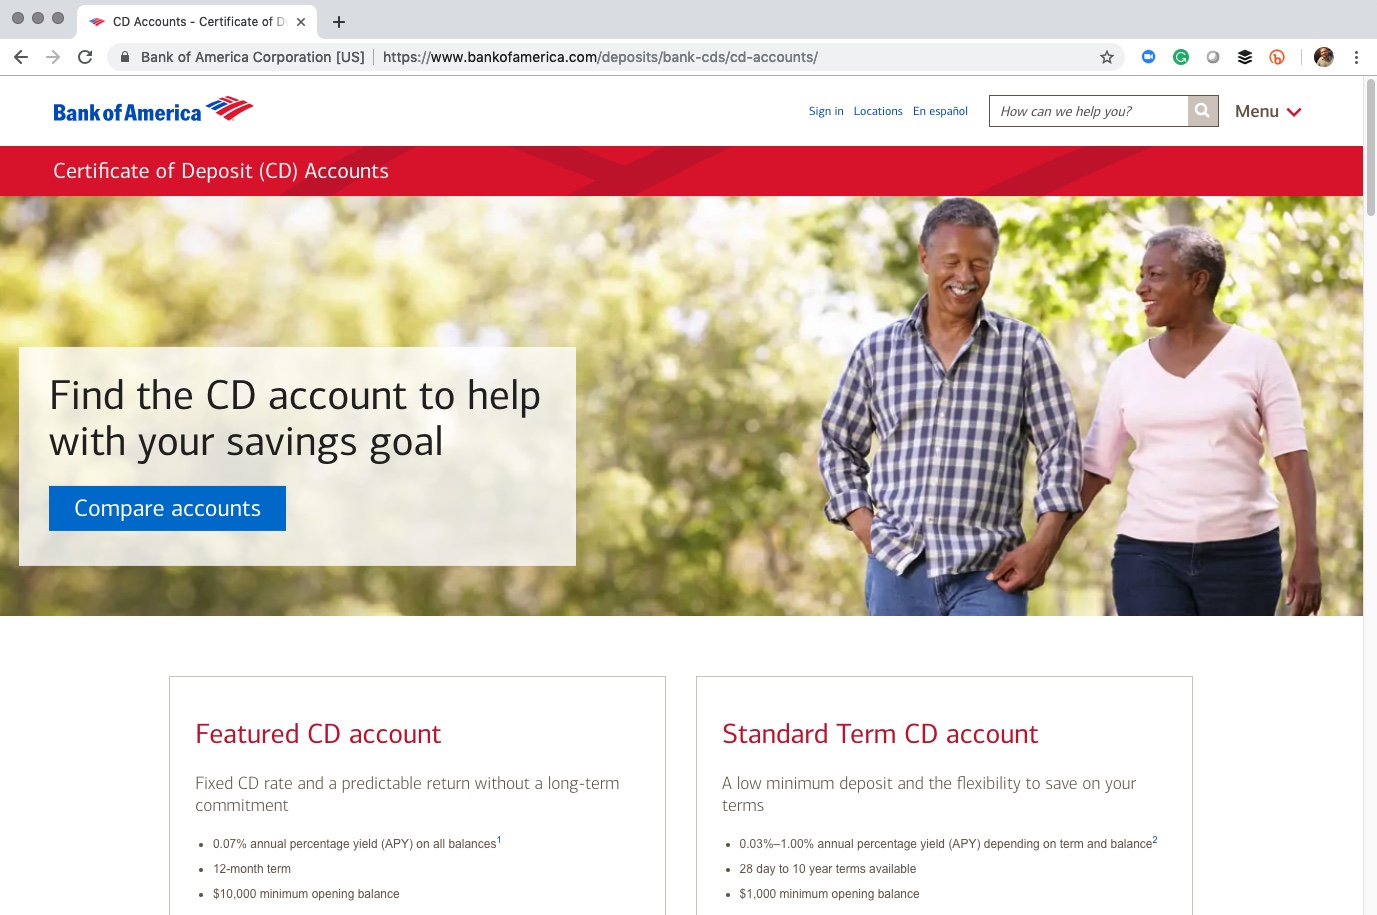 CD Accounts - Certificate of D
Bank of America Corporation [US] https://www.bankofamerica.com/deposits/bank-cds/cd-accounts/
Bank of America
Sign in Locations En español How can we help you? Menu
Certificate of Deposit (CD) Accounts
Find the CD account to help
with your savings goal
Compare accounts
Featured CD account
Fixed CD rate and a predictable return without a long-term
commitment
• 0.07% annual percentage yield (APY) on all balances1
• 12-month term
• $10,000 minimum opening balance
Standard Term CD account
A low minimum deposit and the flexibility to save on your
terms
• 0.03%–1.00% annual percentage yield (APY) depending on term and balance2
• 28 day to 10 year terms available
• $1,000 minimum opening balance